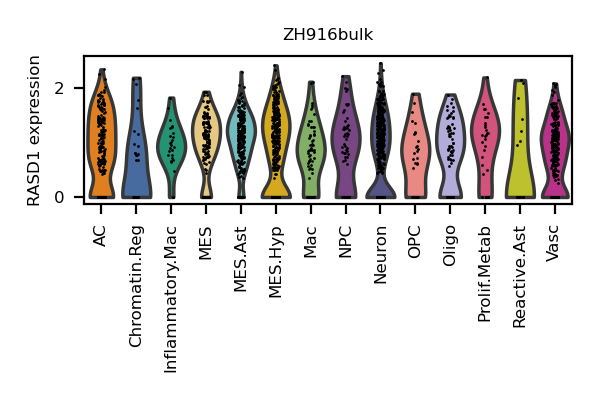 ZH916bulk
RASD1 expression
2
0
AC
Chromatin.Reg
Inflammatory.Mac
MES
MES.Ast
MES.Hyp
Mac
NPC
Neuron
OPC
Oligo
Prolif.Metab
Reactive.Ast
Vasc